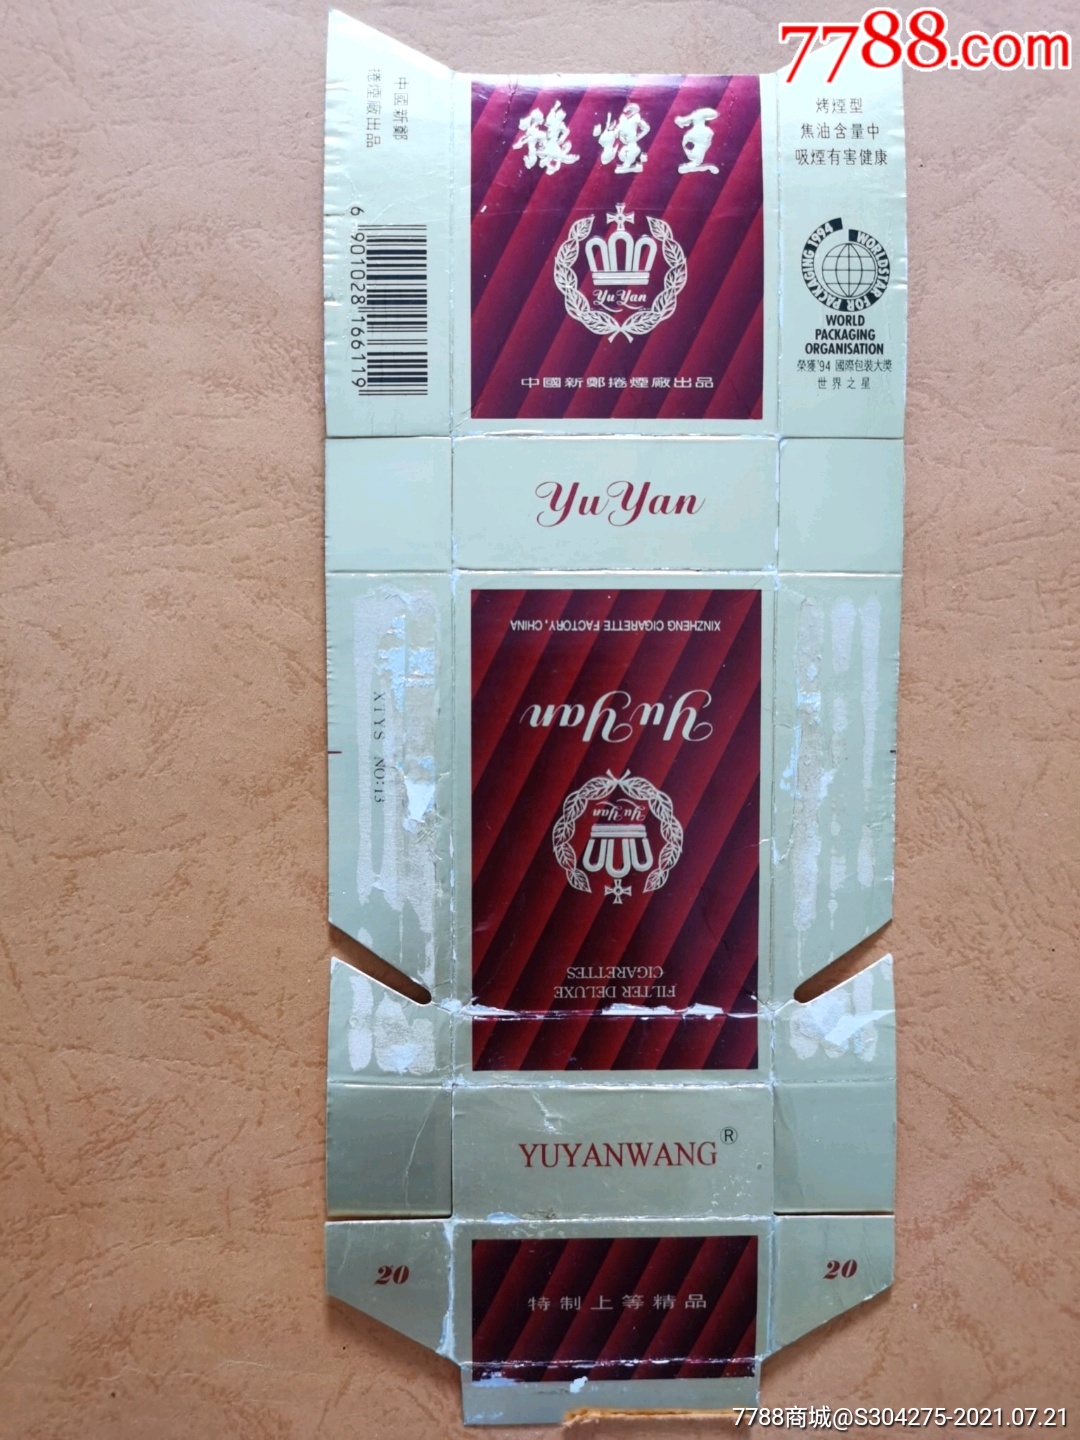 7788.com
中國新鄭
捲煙廠出品
6 901028 166119
豫煙王
Yu Yan
中國新鄭捲煙廠出品
烤煙型
焦油含量中
吸煙有害健康
WORLDSTAR FOR PACKAGING 1994
WORLD
PACKAGING
ORGANISATION
榮獲'94 國際包裝大獎
世界之星
Yu Yan
XINZHENG CIGARETTE FACTORY, CHINA
Yu Yan
Yu Yan
FILTER DELUXE
CIGARETTES
XTYS NO:13
YUYANWANG®
20
特制上等精品
20
7788商城@S304275-2021.07.21